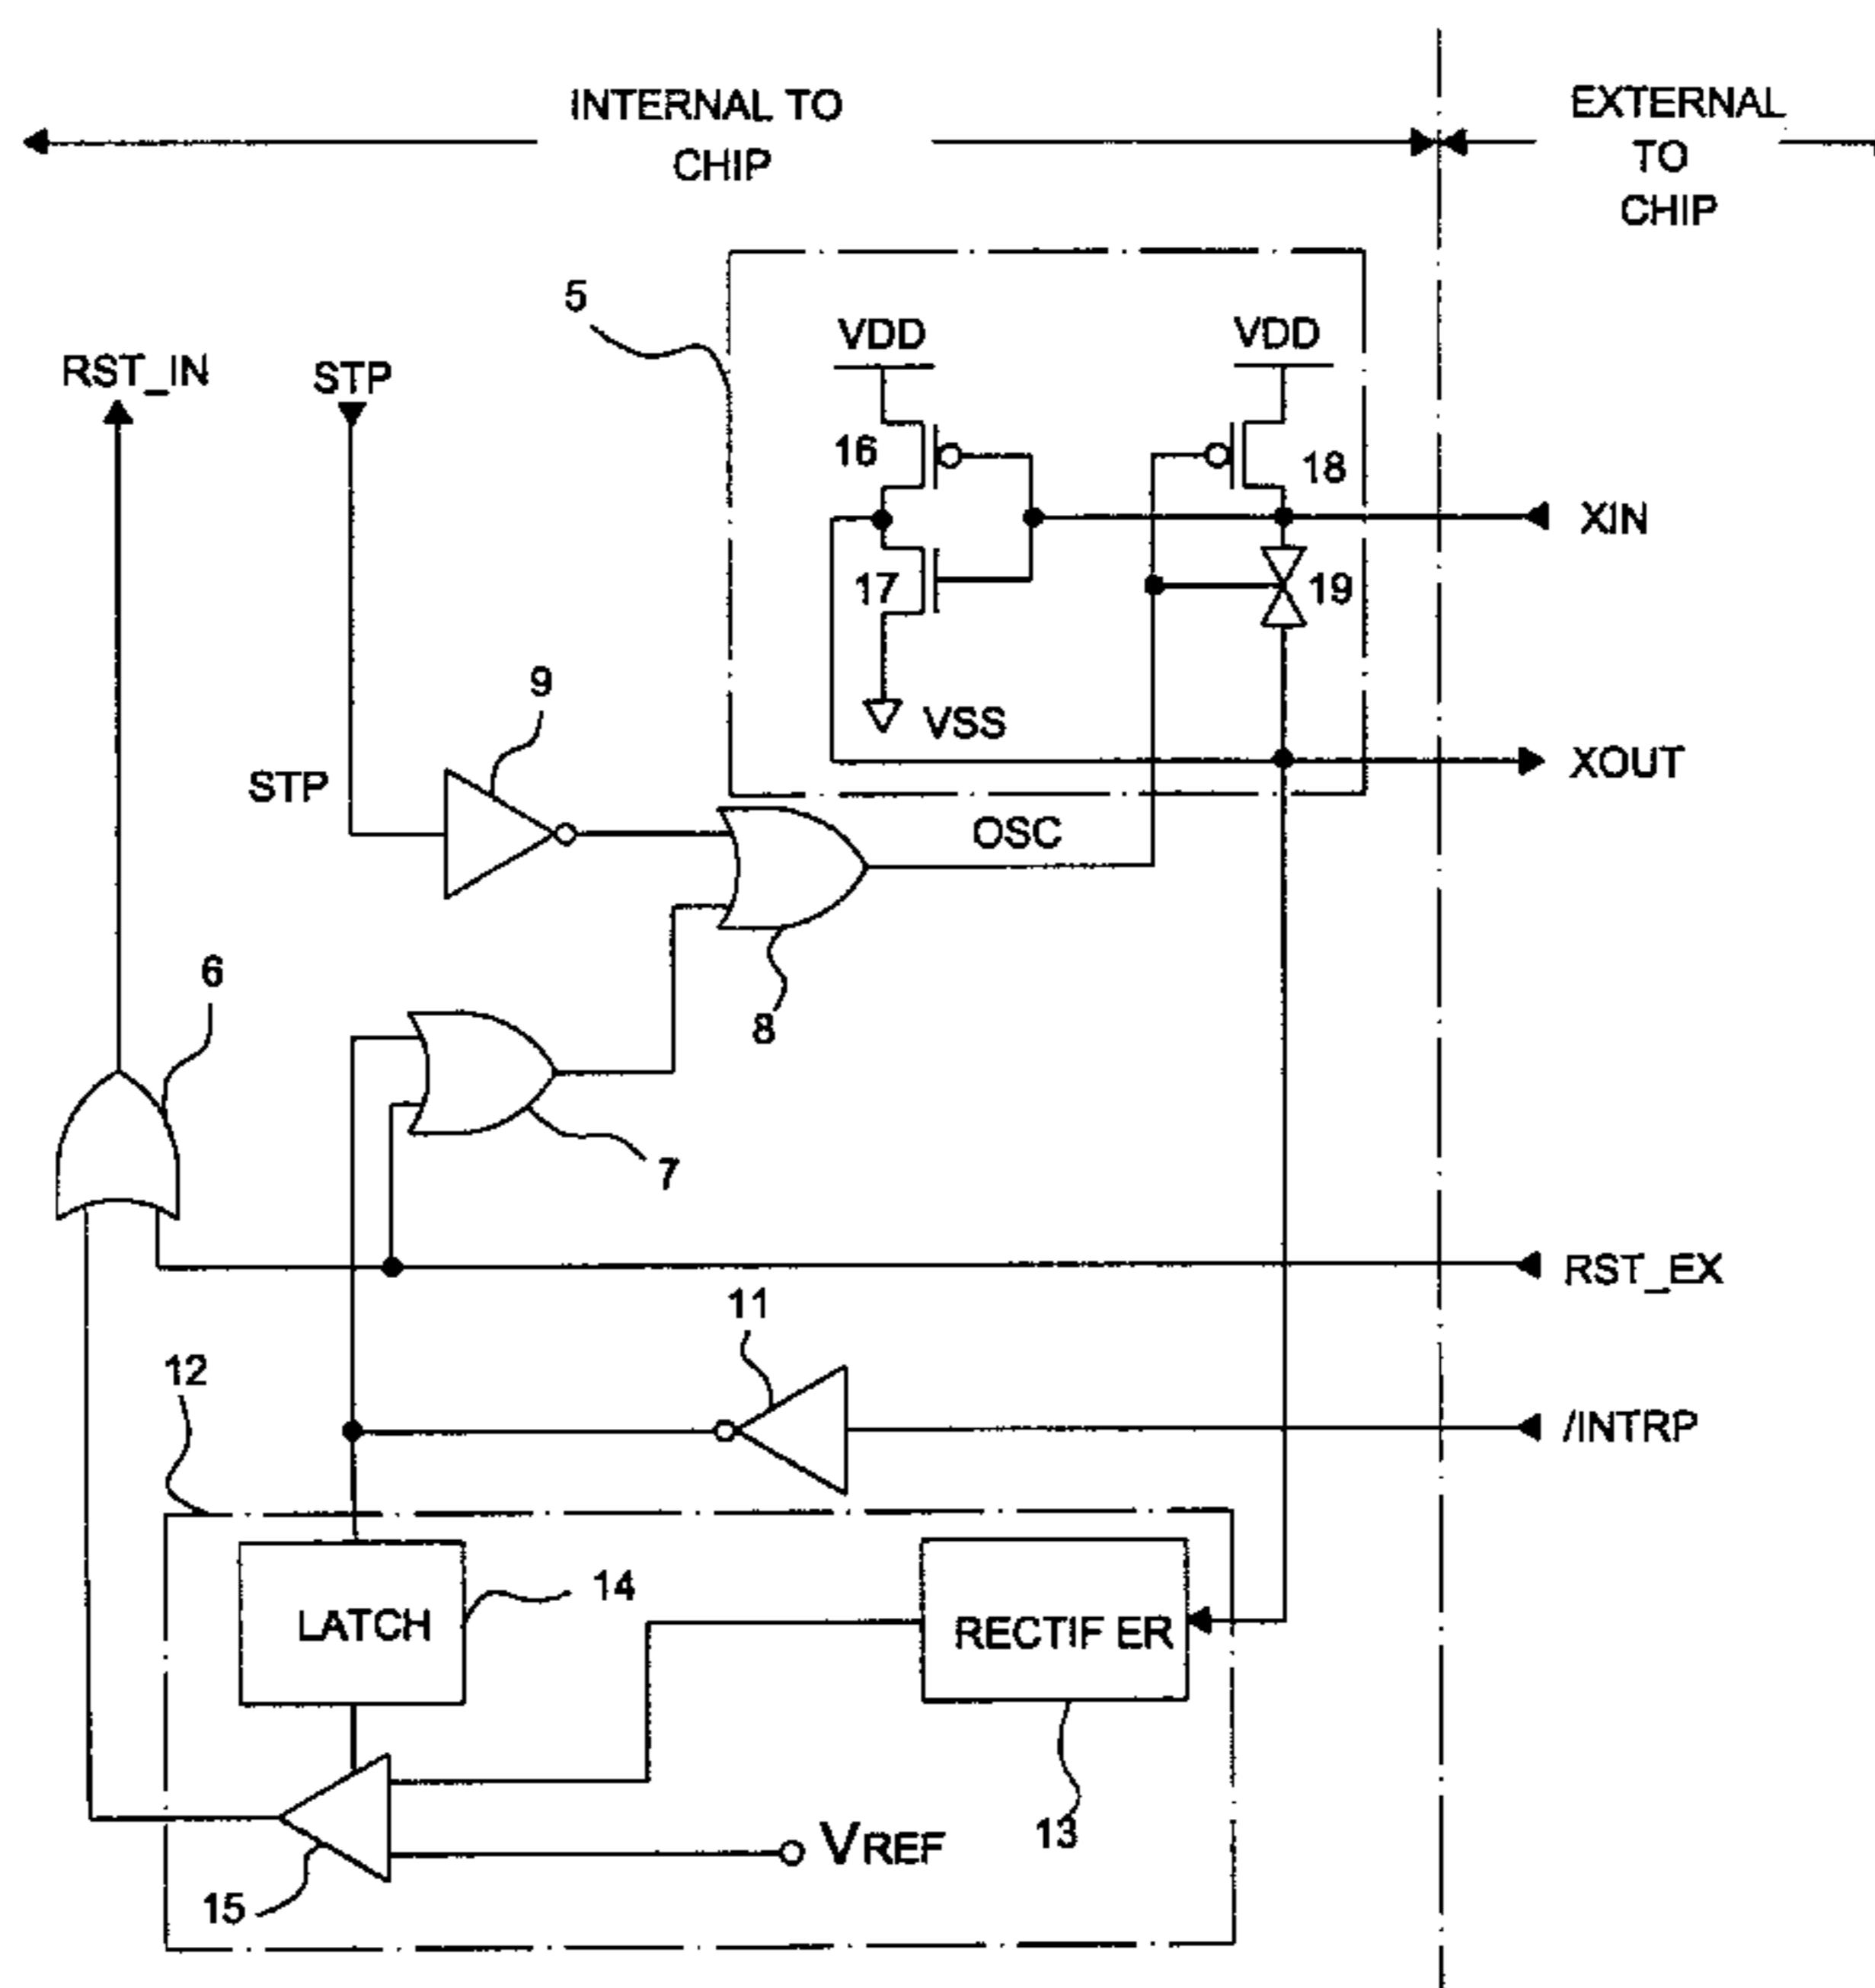 INTERNAL TO
CHIP
EXTERNAL
TO
CHIP
5
VDD
VDD
RST_IN
STP
16
18
XIN
17
19
9
VSS
XOUT
STP
OSC
6
8
7
RST_EX
11
12
/INTRP
14
LATCH
RECTIF ER
13
VREF
15